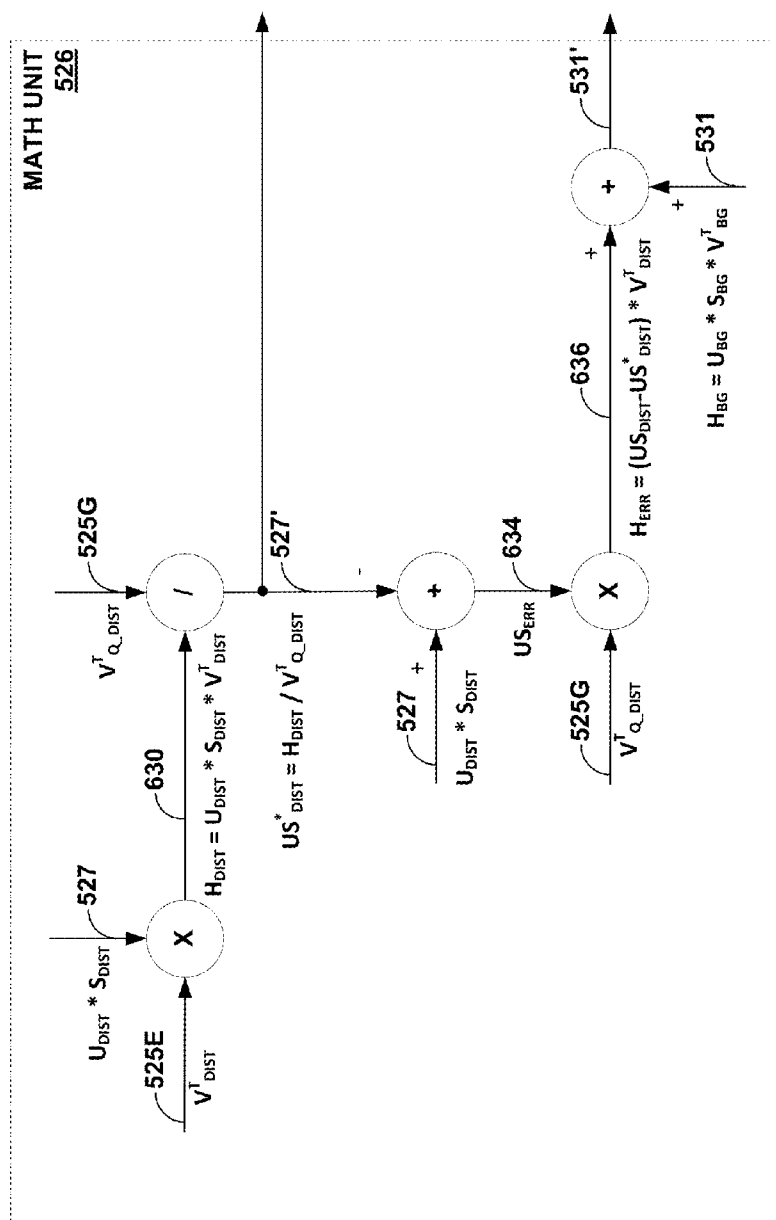 MATH UNIT
526
U_DIST * S_DIST
527
V^T_Q_DIST
525G
525E
V^T_DIST
X
630
H_DIST = U_DIST * S_DIST * V^T_DIST
/
527'
US^*_DIST = H_DIST / V^T_Q_DIST
-
527
U_DIST * S_DIST
+
+
634
US_ERR
525G
V^T_Q_DIST
X
636
H_ERR = (US_DIST-US^*_DIST) * V^T_DIST
+
+
531'
+
531
H_BG = U_BG * S_BG * V^T_BG